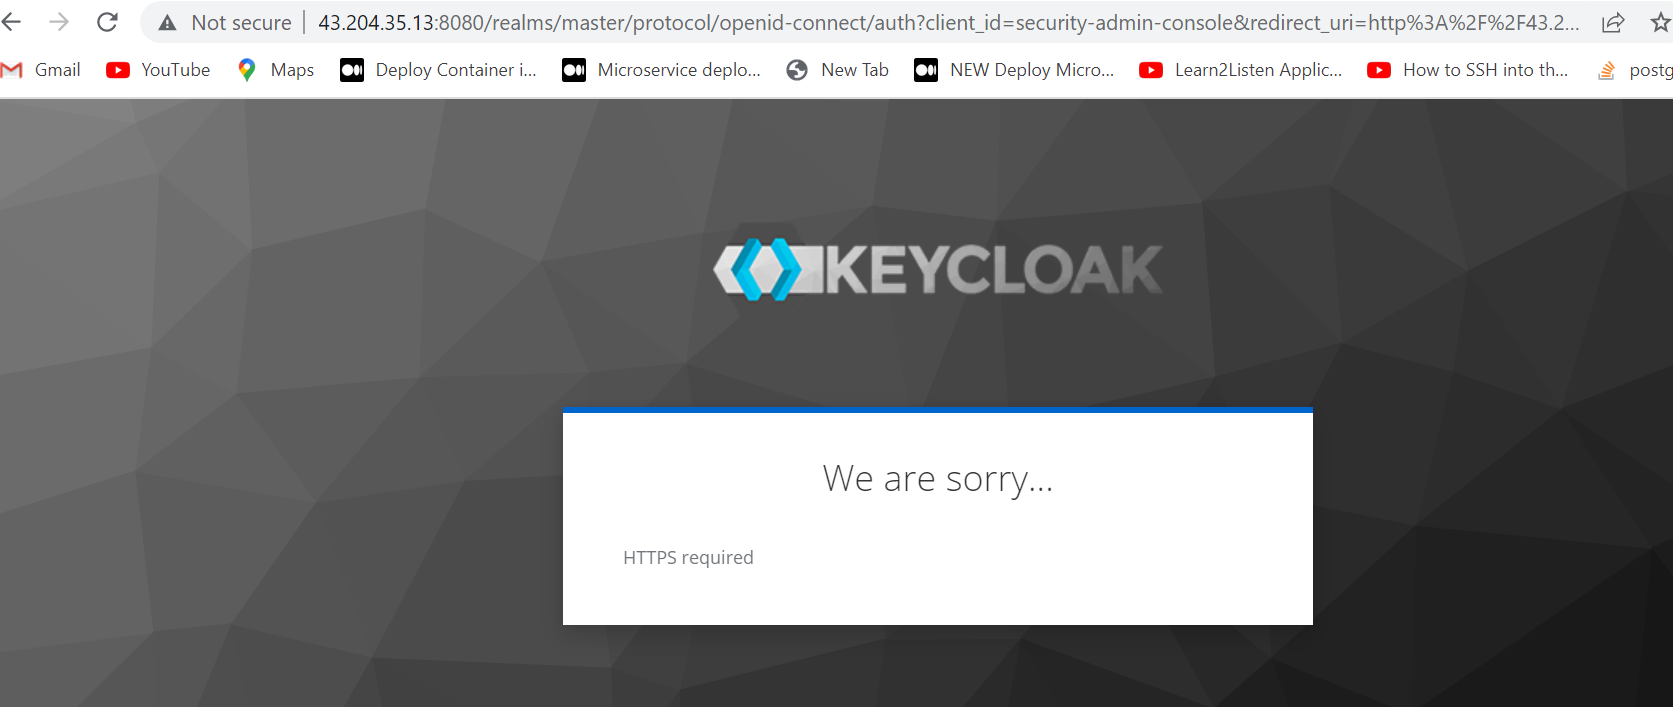 Not secure | 43.204.35.13:8080/realms/master/protocol/openid-connect/auth?client_id=security-admin-console&redirect_uri=http%3A%2F%2F43.2...
Gmail YouTube Maps Deploy Container i... Microservice deplo... New Tab NEW Deploy Micro... Learn2Listen Applic... How to SSH into th... postg
KEYCLOAK
We are sorry...
HTTPS required